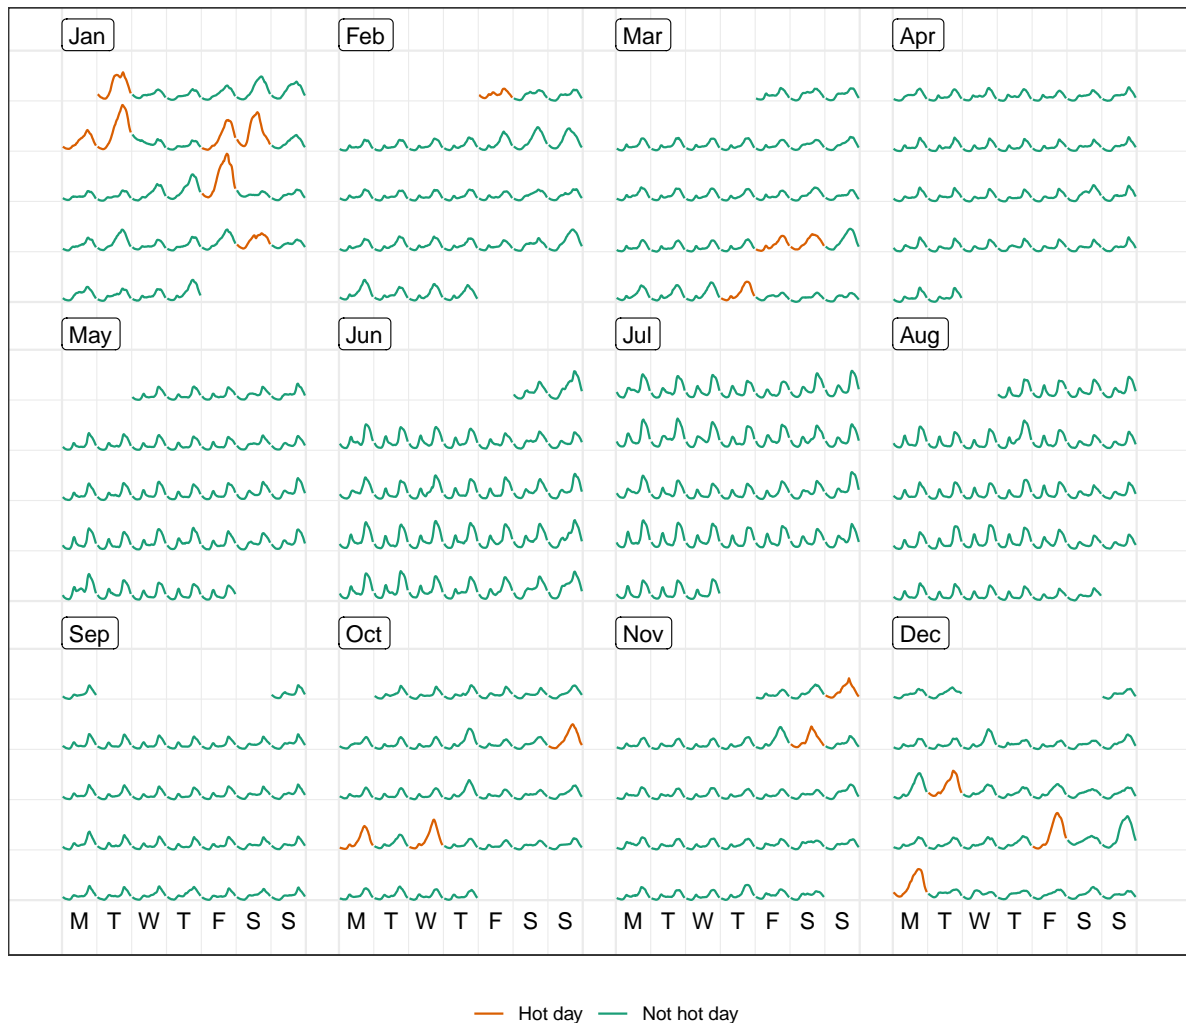 Jan Feb Mar Apr
May Jun Jul Aug
Sep Oct Nov Dec
M T W T F S S M T W T F S S M T W T F S S M T W T F S S
Hot day Not hot day